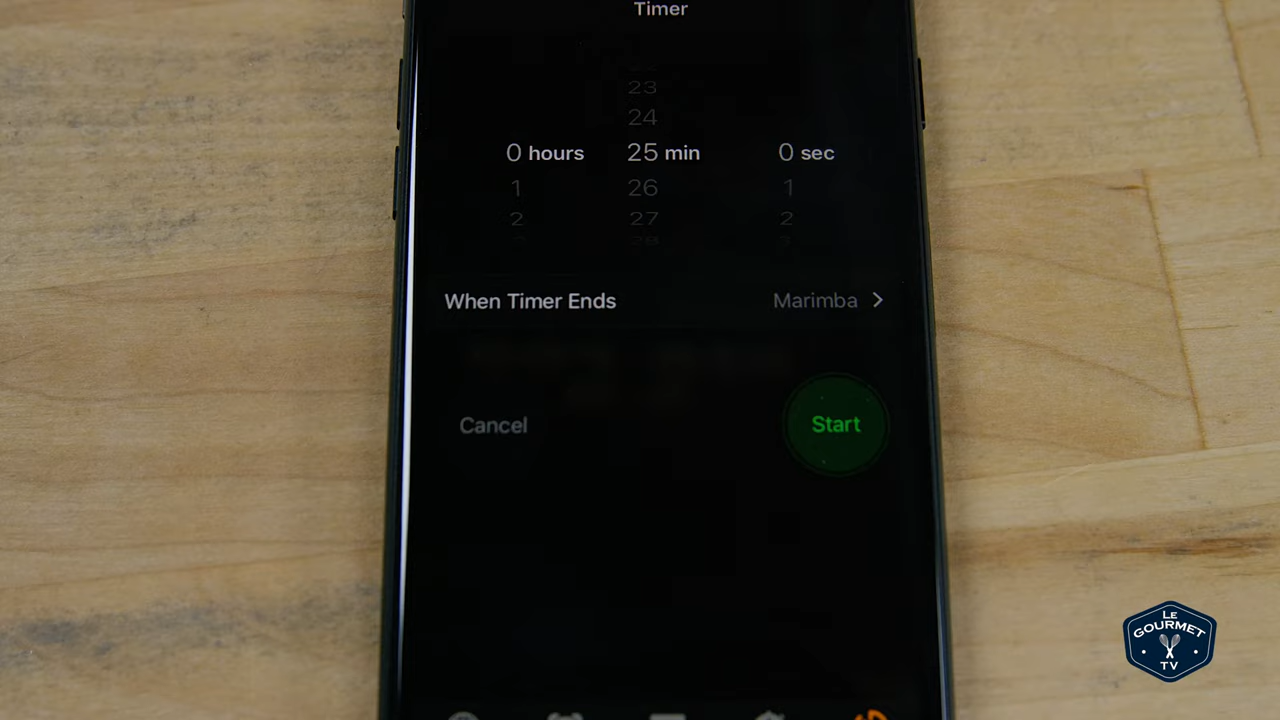 Timer
23
24
0 hours 25 min 0 sec
1 26 1
2 27 2
When Timer Ends Marimba
Cancel Start
LE
GOURMET
TV